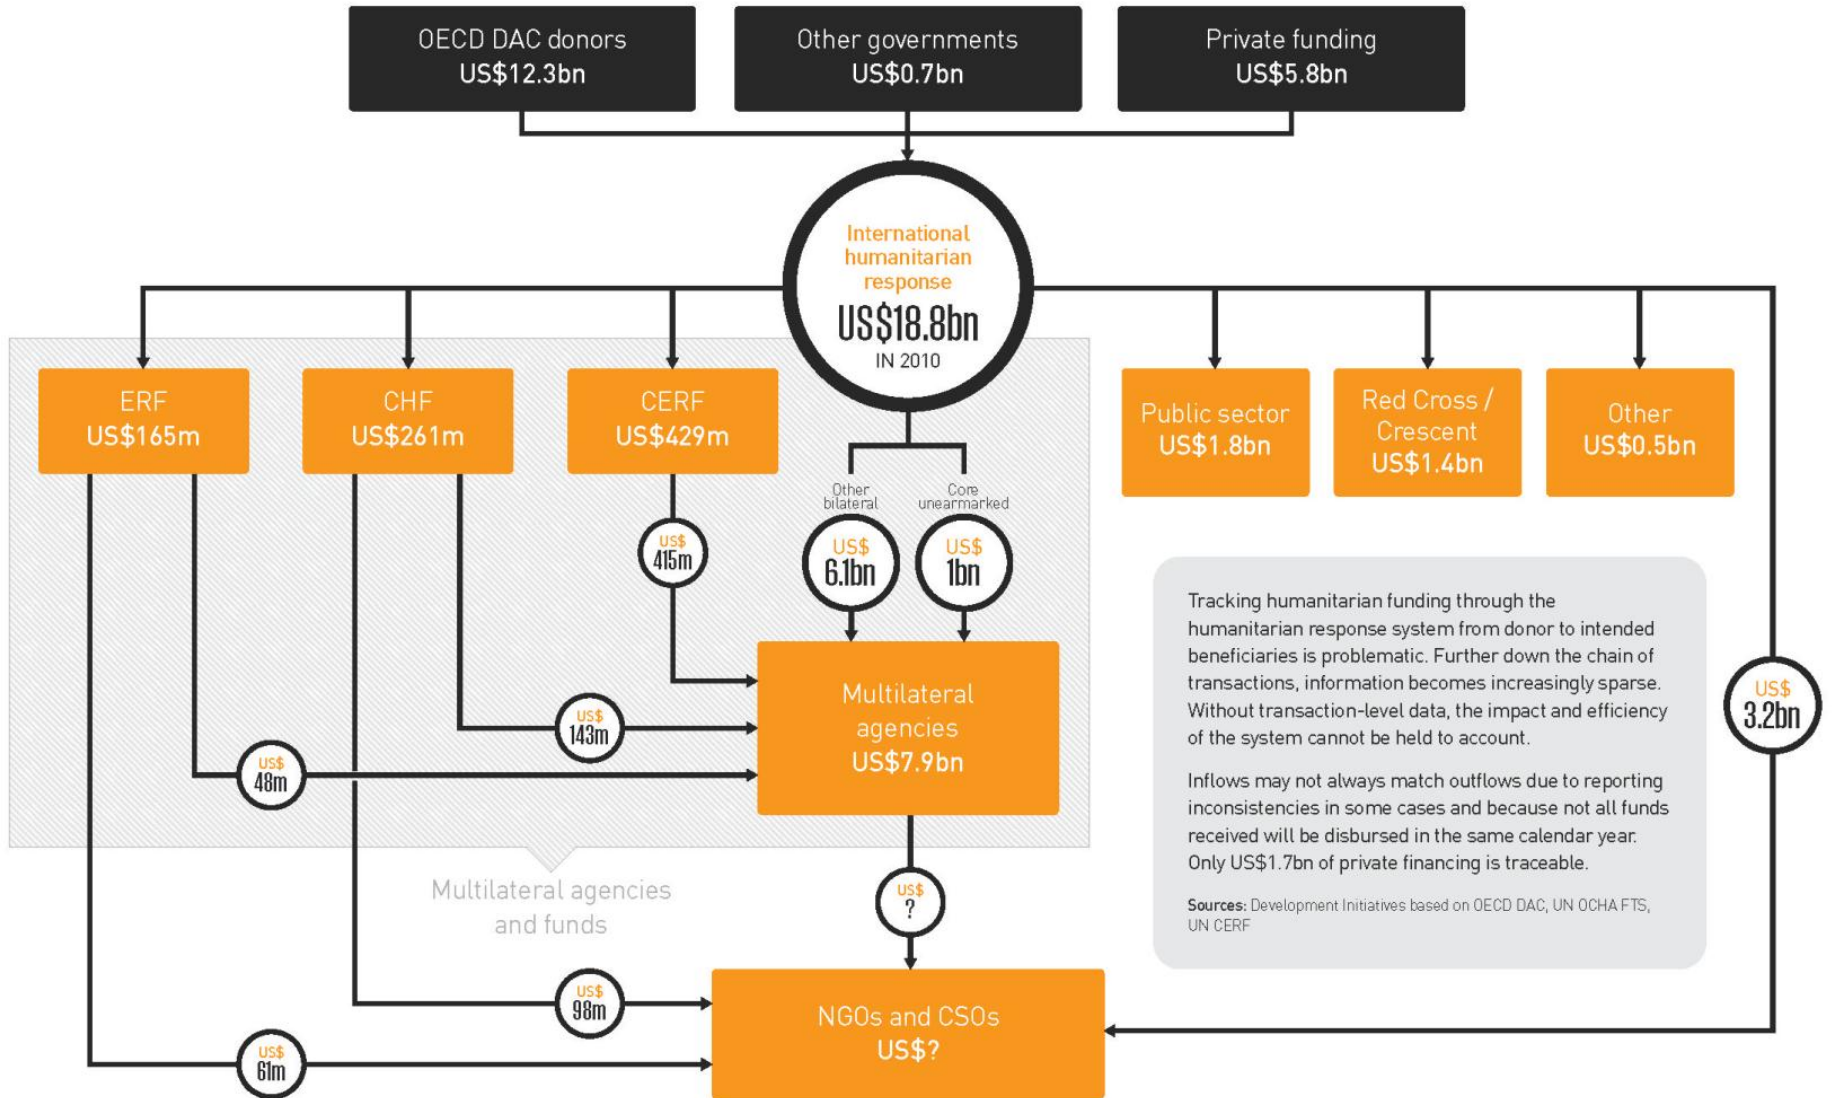 OECD DAC donors
US$12.3bn
Other governments
US$0.7bn
Private funding
US$5.8bn
International
humanitarian
response
US$18.8bn
IN 2010
ERF
US$165m
CHF
US$261m
CERF
US$429m
Public sector
US$1.8bn
Red Cross /
Crescent
US$1.4bn
Other
US$0.5bn
Other
bilateral
Core
unearmarked
US$
415m
US$
6.1bn
US$
1bn
Multilateral
agencies
US$7.9bn
US$
143m
US$
48m
US$
3.2bn
Tracking humanitarian funding through the
humanitarian response system from donor to intended
beneficiaries is problematic. Further down the chain of
transactions, information becomes increasingly sparse.
Without transaction-level data, the impact and efficiency
of the system cannot be held to account.
Inflows may not always match outflows due to reporting
inconsistencies in some cases and because not all funds
received will be disbursed in the same calendar year.
Only US$1.7bn of private financing is traceable.
Sources: Development Initiatives based on OECD DAC, UN OCHA FTS,
UN CERF
Multilateral agencies
and funds
US$
?
US$
98m
US$
61m
NGOs and CSOs
US$?